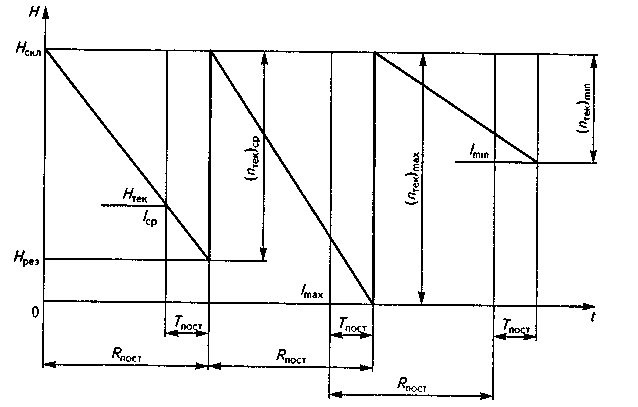 H
Hскл
(nтек)ср
(nтек)max
(nтек)min
Imin
Hтек
Iср
Hрез
Imax
0
t
Tпост
Tпост
Tпост
Rпост
Rпост
Rпост